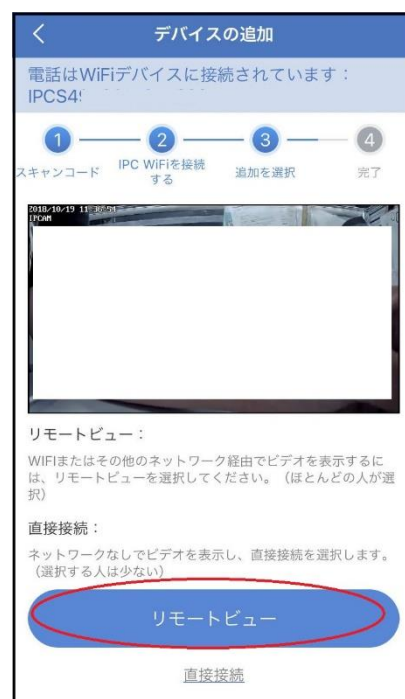 デバイスの追加
電話はWiFiデバイスに接続されています：
IPCS49
1 2 3 4
スキャンコード IPC WiFiを接続 追加を選択 完了
する
2018/10/19 11:36:54
IPCAM
リモートビュー：
WIFIまたはその他のネットワーク経由でビデオを表示するに
は、リモートビューを選択してください。（ほとんどの人が選
択）
直接接続：
ネットワークなしでビデオを表示し、直接接続を選択します。
（選択する人は少ない）
リモートビュー
直接接続